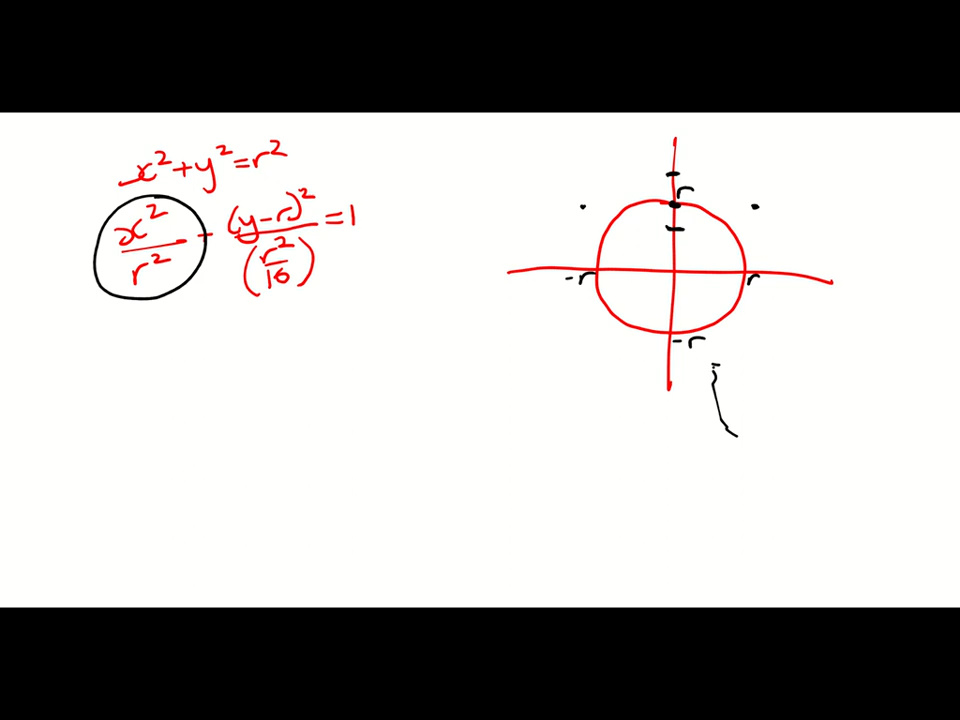 x²+y²=r²
x²/r² - (y-r)²/(r²/16) = 1
r
-r
r
-r